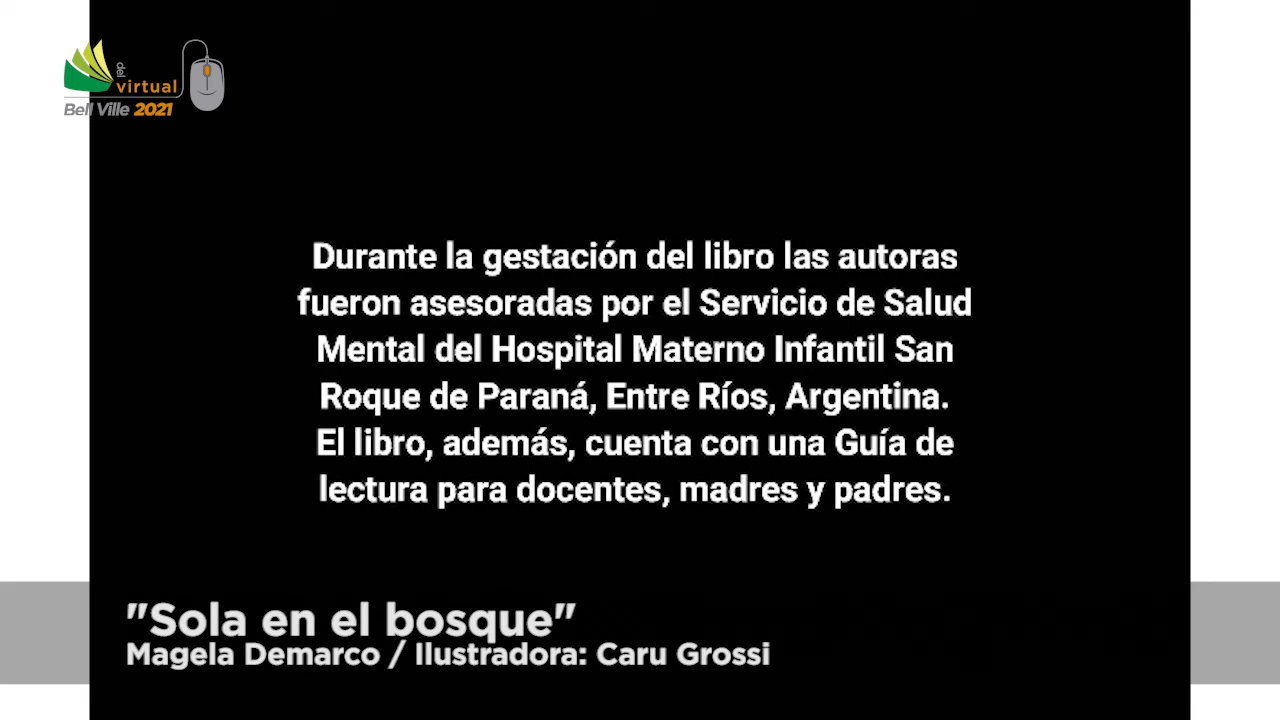 del
virtual
Bell Ville 2021
Durante la gestación del libro las autoras
fueron asesoradas por el Servicio de Salud
Mental del Hospital Materno Infantil San
Roque de Paraná, Entre Ríos, Argentina.
El libro, además, cuenta con una Guía de
lectura para docentes, madres y padres.
"Sola en el bosque"
Magela Demarco / Ilustradora: Caru Grossi